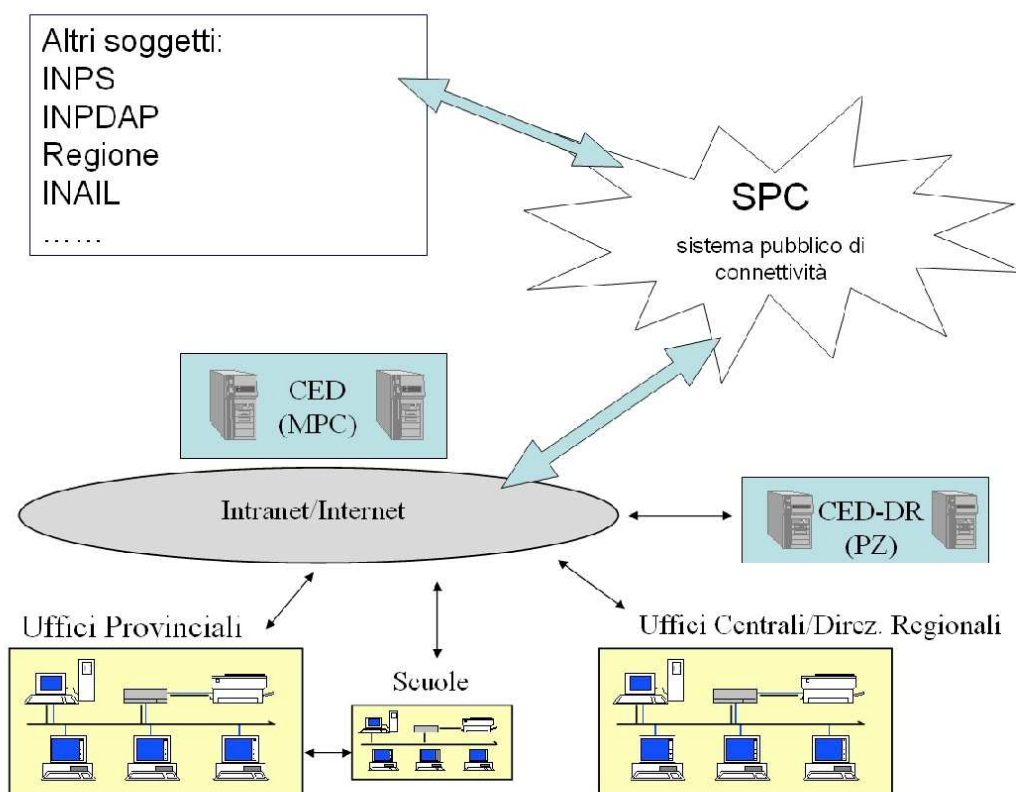 Altri soggetti:
INPS
INPDAP
Regione
INAIL
……
SPC
sistema pubblico di
connettività
CED
(MPC)
Intranet/Internet
CED-DR
(PZ)
Uffici Provinciali
Uffici Centrali/Direz. Regionali
Scuole